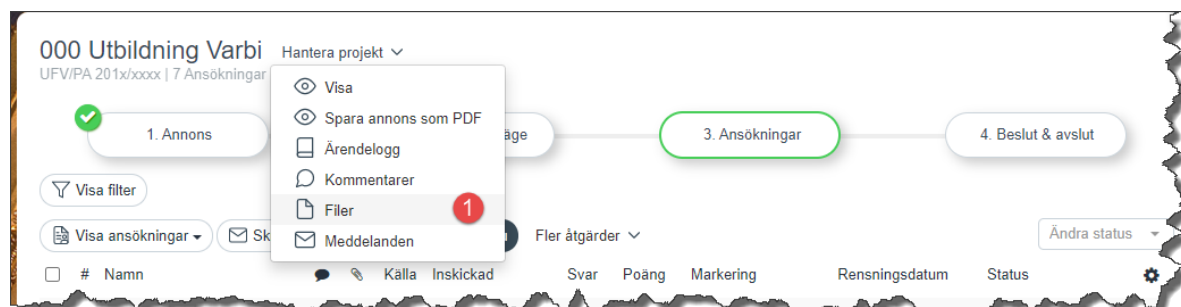 000 Utbildning Varbi Hantera projekt
UFV/PA 201x/xxxx | 7 Ansökningar
Visa
Spara annons som PDF
Ärendelogg
Kommentarer
Filer 1
Meddelanden
1. Annons
3. Ansökningar
4. Beslut & avslut
Visa filter
Visa ansökningar
Fler åtgärder
Ändra status
# Namn Källa Inskickad Svar Poäng Markering Rensningsdatum Status